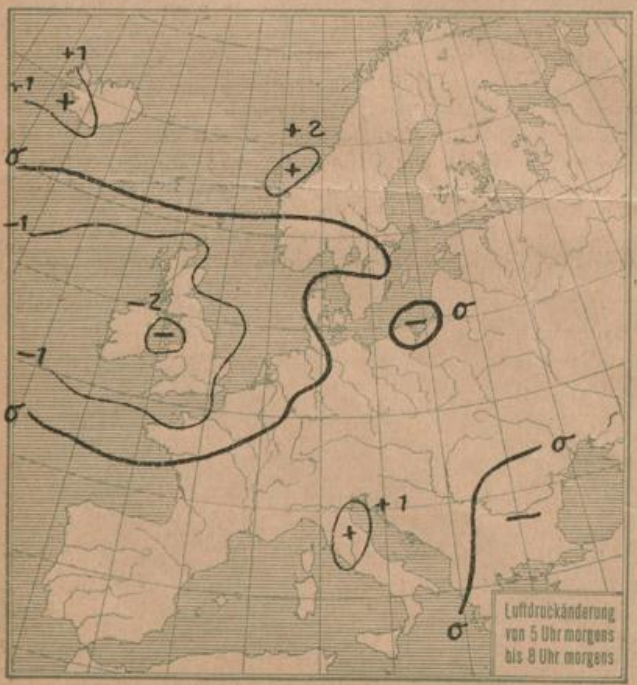 +1
+1
+
+2
+
σ
-1
-2
-
-
σ
-1
σ
σ
+1
+
-
σ
Luftdruckänderung
von 5 Uhr morgens
bis 8 Uhr morgens